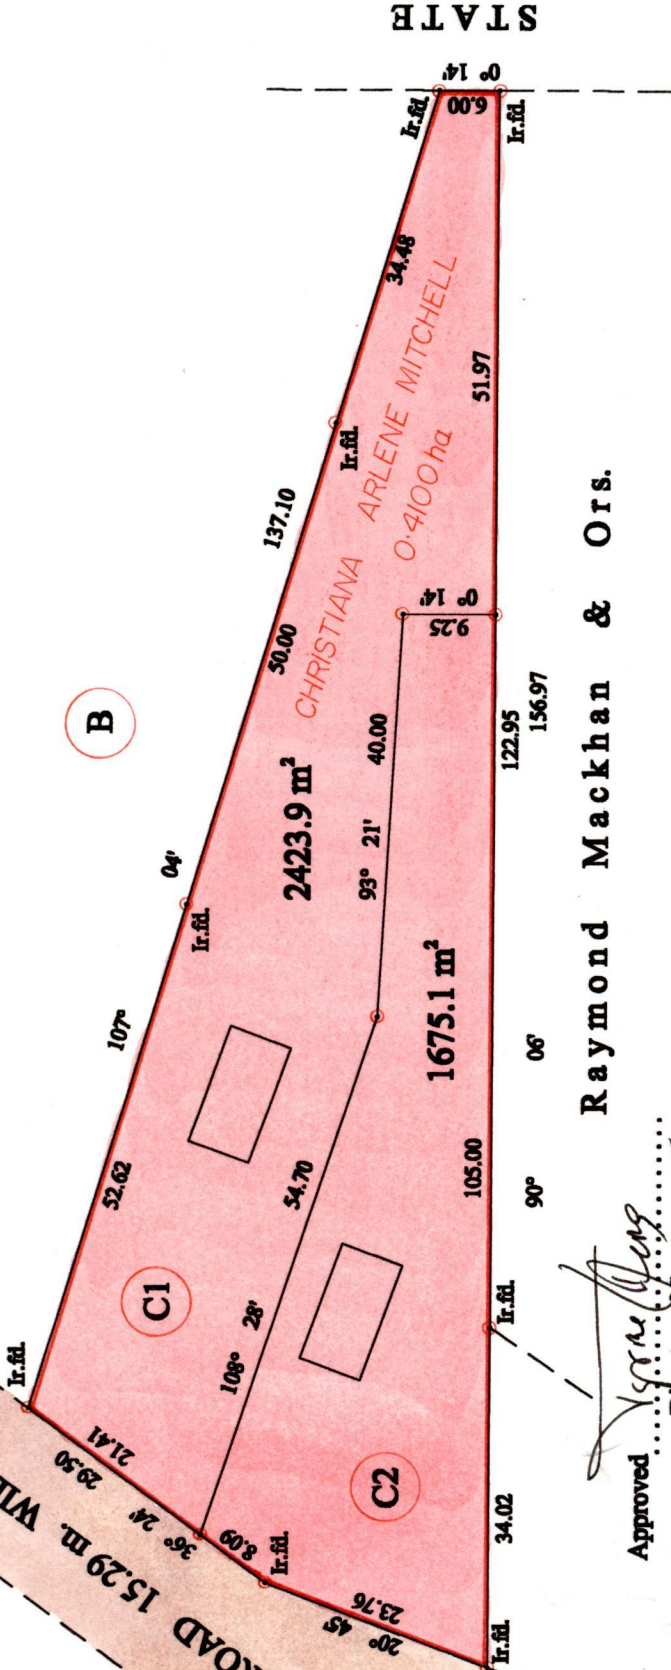 STATE
0° 14'
6.00
Ir.fd.
Ir.fd.
34.48
51.97
Ir.fd.
137.10
50.00
CHRISTIANA ARLENE MITCHELL
0.4100 ha
0° 14'
9.25
B
40.00
93° 21'
2423.9 m²
122.95
156.97
Raymond Mackhan & Ors.
04'
Ir.fd.
107°
1675.1 m²
06'
52.62
54.70
105.00
90°
C1
28'
108°
Ir.fd.
Ir.fd.
21.41
29.50
36° 24'
8.09
C2
Ir.fd.
34.02
23.76
20° 45'
Ir.fd.
ROAD 15.29 m.
Approved